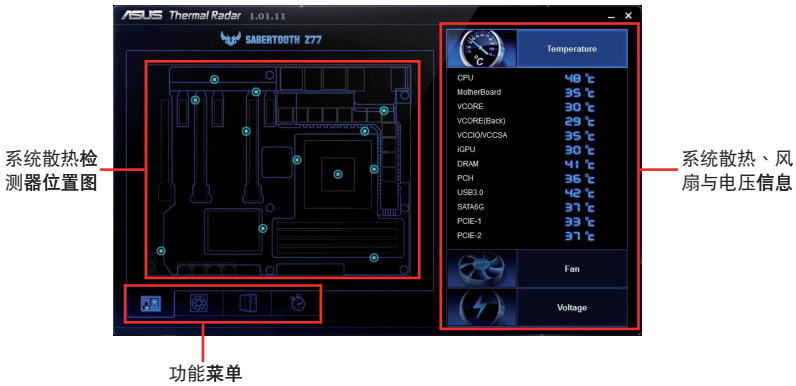 ASUS Thermal Radar 1.01.11
SABERTOOTH Z77
Temperature
°C
CPU 48 °c
MotherBoard 35 °c
VCORE 30 °c
VCORE(Back) 29 °c
VCCIO/VCCSA 35 °c
iGPU 30 °c
DRAM 41 °c
PCH 36 °c
USB3.0 42 °c
SATA6G 37 °c
PCIE-1 33 °c
PCIE-2 37 °c
Fan
Voltage
系统散热检
测器位置图
系统散热、风
扇与电压信息
功能菜单